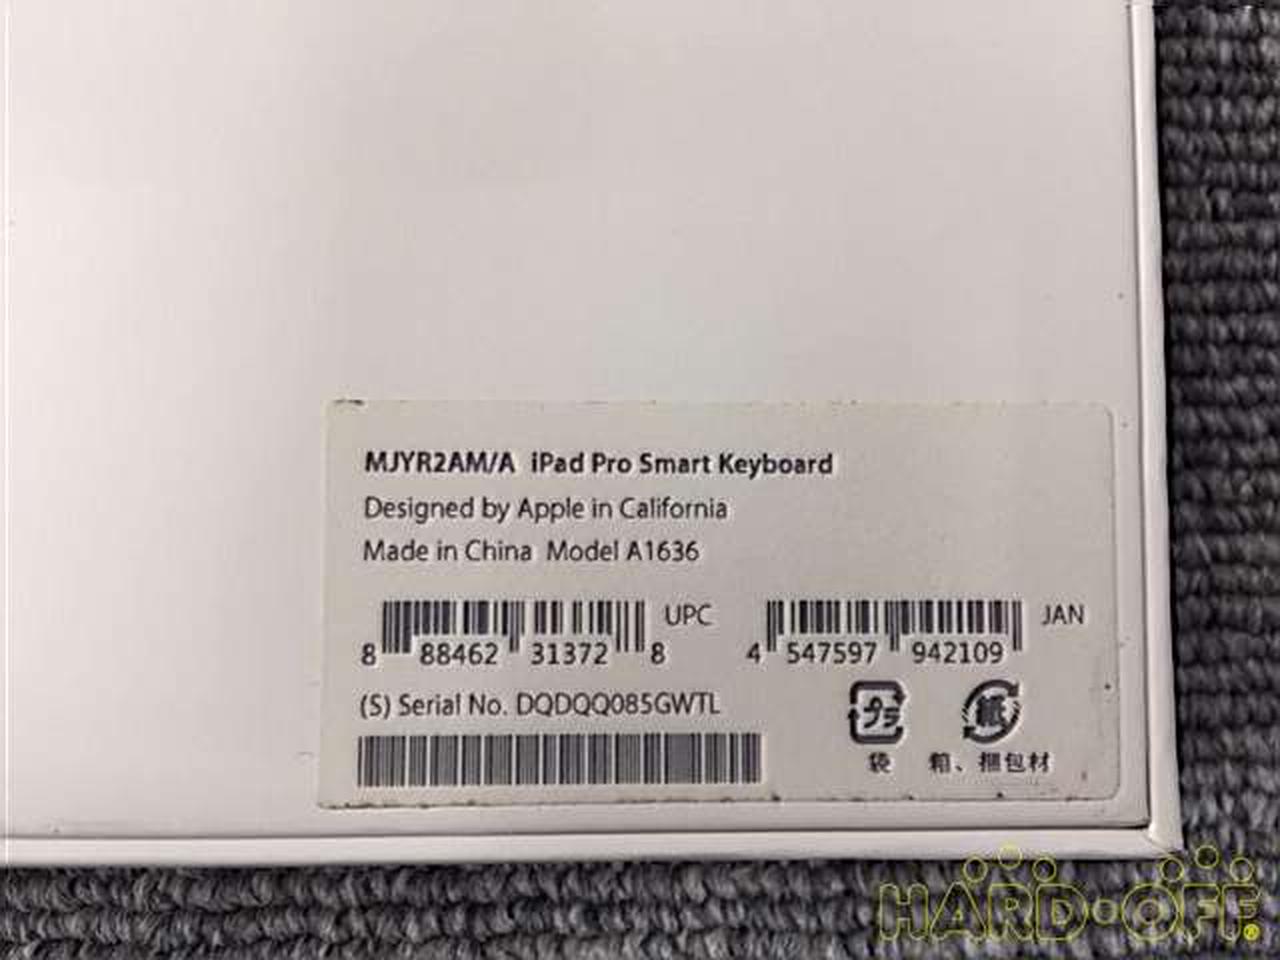 MJYR2AM/A iPad Pro Smart Keyboard
Designed by Apple in California
Made in China Model A1636
UPC
JAN
8 88462 31372 8
4 547597 942109
(S) Serial No. DQDQQ085GWTL
プラ
紙
袋
箱、梱包材
HARD・OFF®